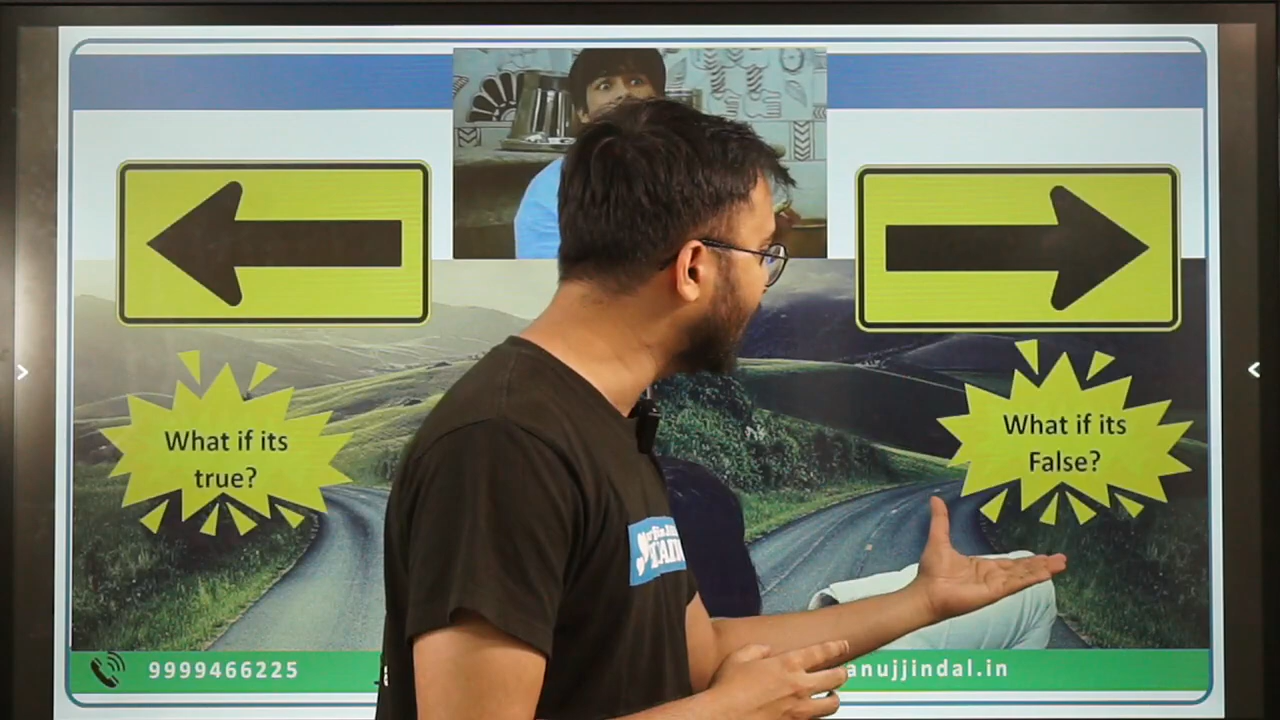 What if its
true?
What if its
False?
9999466225
anujjindal.in